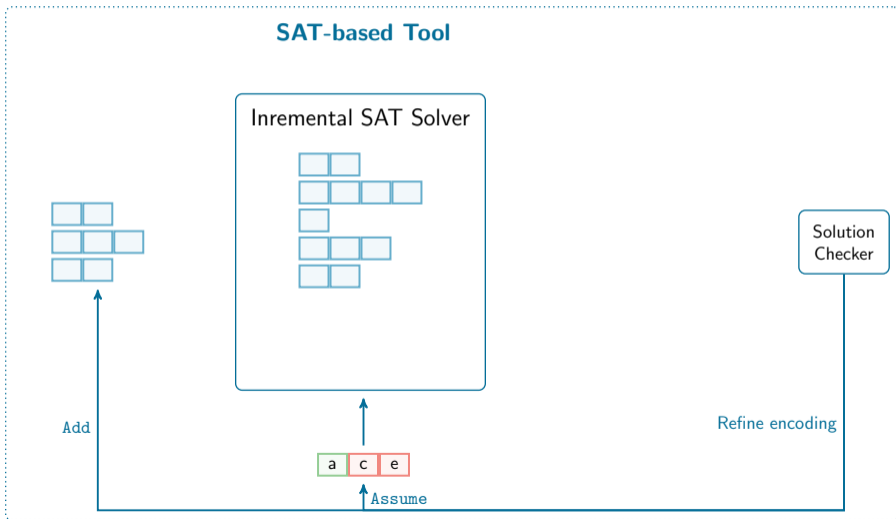 SAT-based Tool
Inremental SAT Solver
Solution
Checker
Add
Refine encoding
a c e
Assume